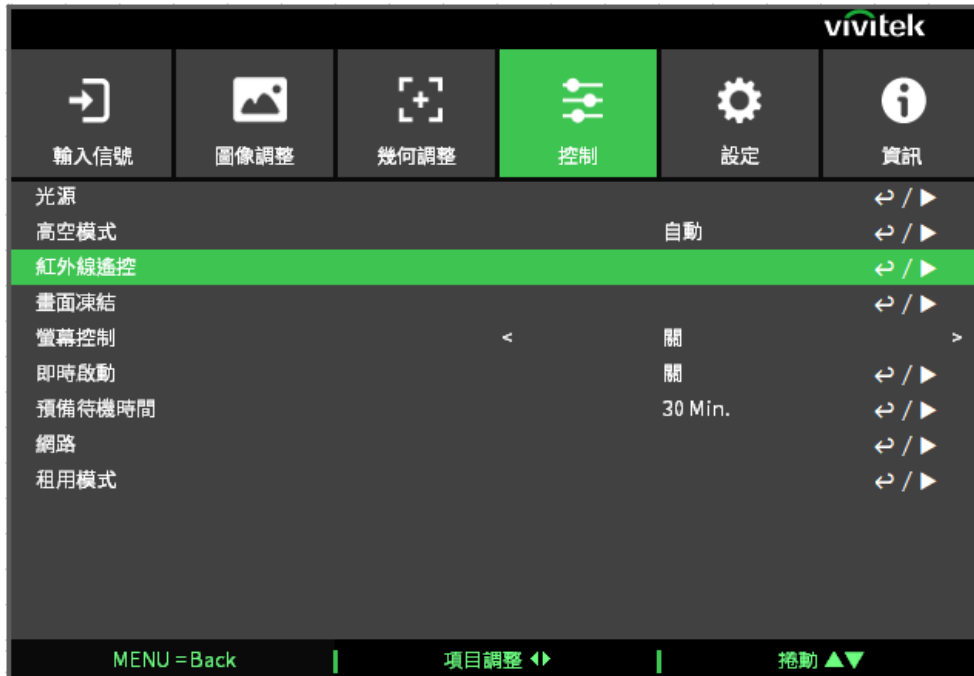 vivitek
輸入信號 圖像調整 幾何調整 控制 設定 資訊
光源 ↩ / ▶
高空模式 自動 ↩ / ▶
紅外線遙控 ↩ / ▶
畫面凍結 ↩ / ▶
螢幕控制 < 關 >
即時啟動 關 ↩ / ▶
預備待機時間 30 Min. ↩ / ▶
網路 ↩ / ▶
租用模式 ↩ / ▶
MENU = Back 項目調整 ◀▶ 捲動 ▲▼